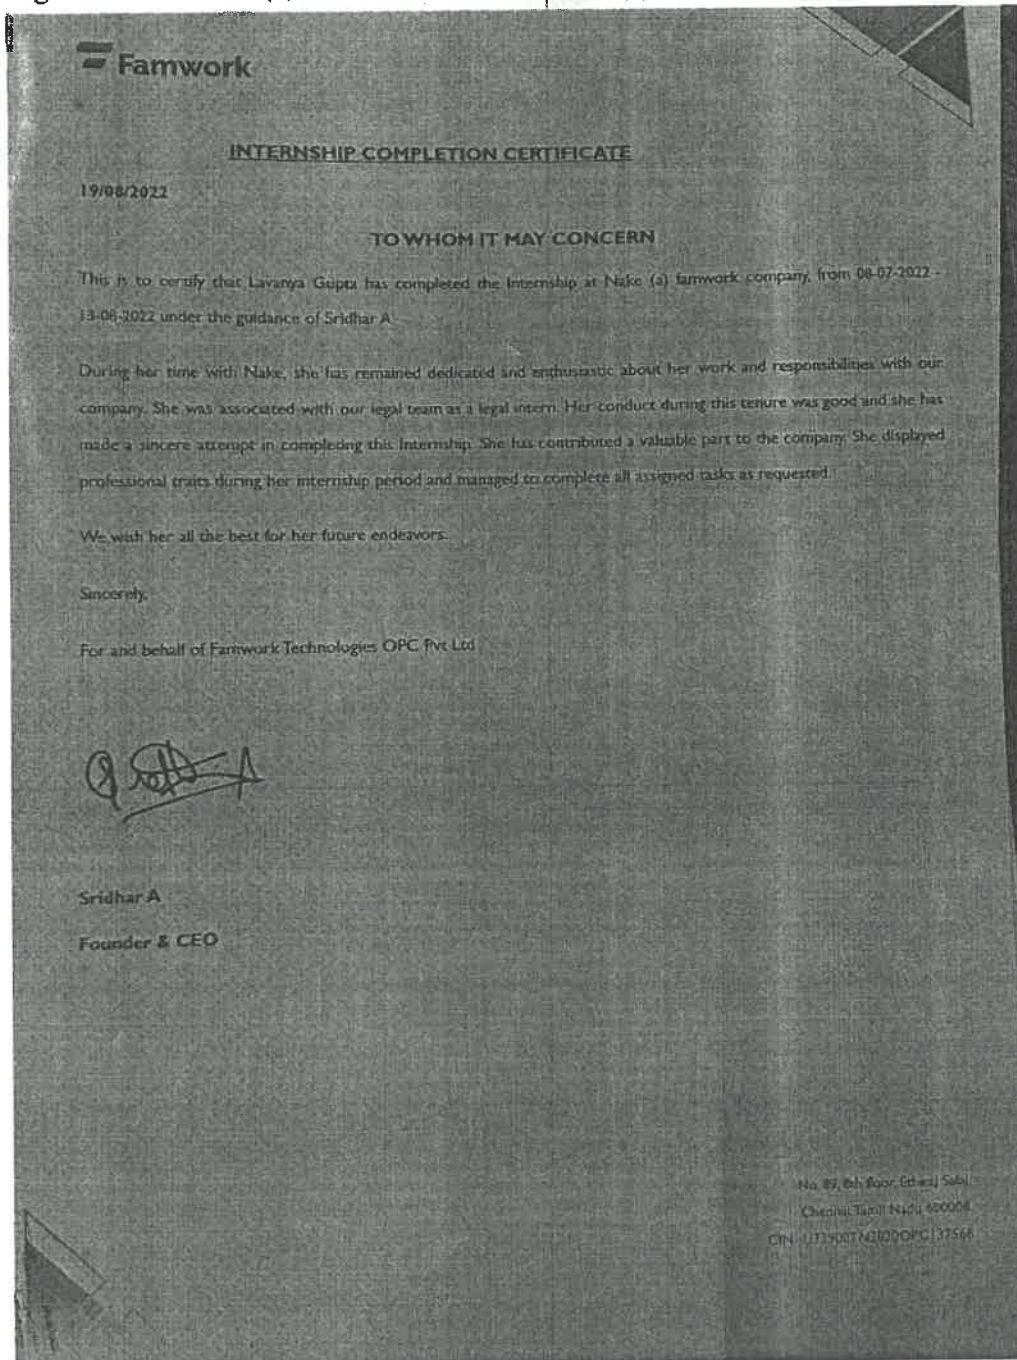 Famwork
INTERNSHIP COMPLETION CERTIFICATE
19/08/2022
TO WHOM IT MAY CONCERN
This is to certify that Lavanya Gupta has completed the Internship at Nake (a) famwork company, from 08-07-2022 -
13-08-2022 under the guidance of Sridhar A.
During her time with Nake, she has remained dedicated and enthusiastic about her work and responsibilities with our
company. She was associated with our legal team as a legal intern. Her conduct during this tenure was good and she has
made a sincere attempt in completing this Internship. She has contributed a valuable part to the company. She displayed
professional traits during her internship period and managed to complete all assigned tasks as requested.
We wish her all the best for her future endeavors.
Sincerely,
For and behalf of Famwork Technologies OPC Pvt Ltd
Sridhar A
Founder & CEO
No. 89, 8th floor,
Chennai, Tamil Nadu 600008
CIN